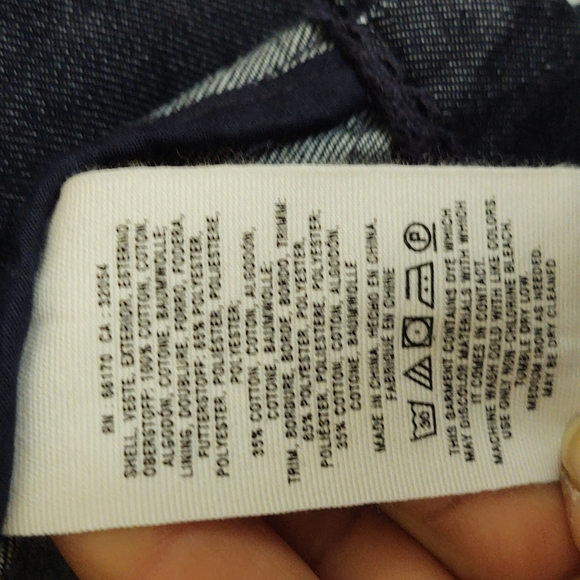 RN 66170 CA : 32054
SHELL, VESTE, EXTERIOR, ESTERNO,
OBERSTOFF: 100% COTTON, COTON,
ALGODÓN, COTONE, BAUMWOLLE;
LINING, DOUBLURE, FORRO, FODERA,
FUTTERSTOFF: 65% POLYESTER,
POLYESTER, POLIÉSTER, POLIESTERE,
POLYESTER;
35% COTTON, COTON, ALGODÓN,
COTONE, BAUMWOLLE;
TRIM, BORDURE, BORDE, BORDO, TRIMM:
65% POLYESTER, POLYESTER,
POLIÉSTER, POLIESTERE, POLYESTER;
35% COTTON, COTON, ALGODÓN,
COTONE, BAUMWOLLE
MADE IN CHINA, HECHO EN CHINA,
FABRIQUE EN CHINE
30 P
THIS GARMENT CONTAINS DYE WHICH
MAY DISCOLOR MATERIALS WITH WHICH
IT COMES IN CONTACT.
MACHINE WASH COLD WITH LIKE COLORS.
USE ONLY NON-CHLORINE BLEACH.
TUMBLE DRY LOW.
MEDIUM IRON AS NEEDED.
MAY BE DRY CLEANED